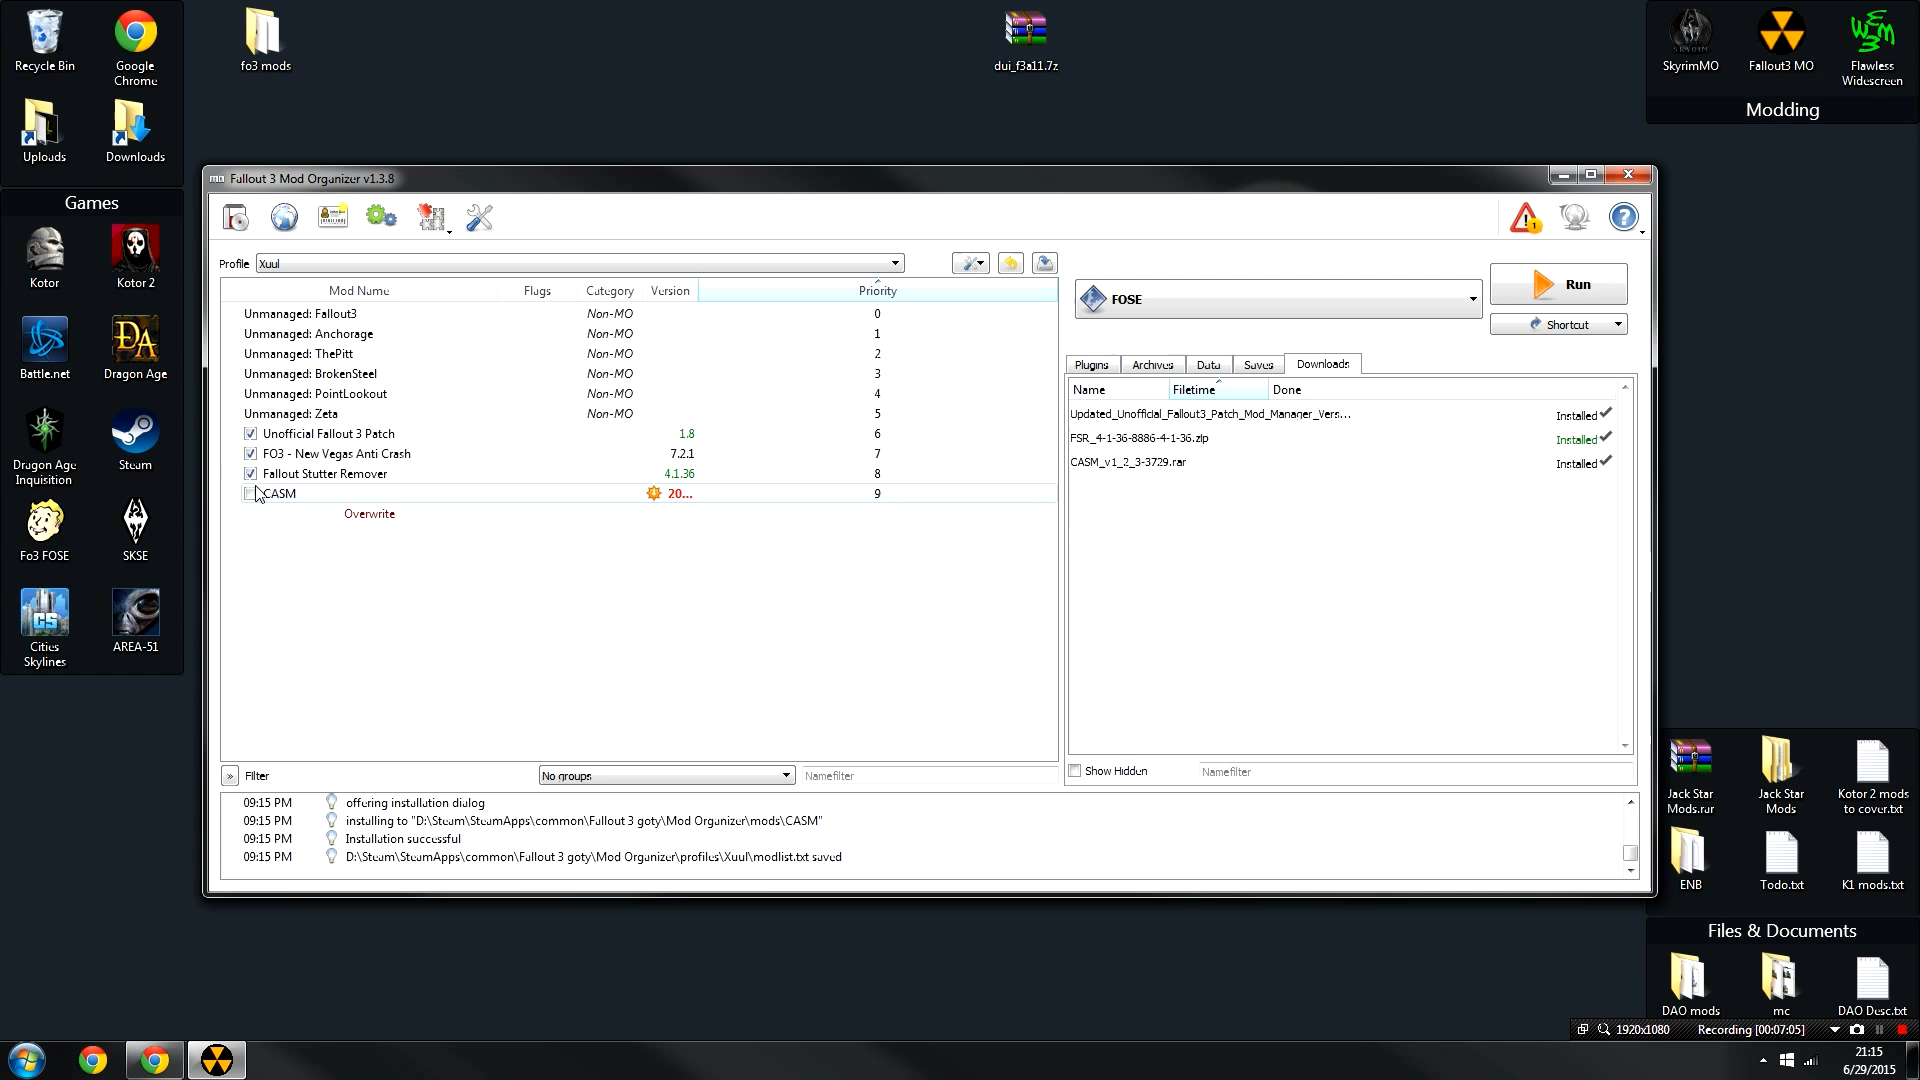 Recycle Bin
Google Chrome
fo3 mods
dui_f3a11.7z
SkyrimMO
Fallout3 MO
Flawless Widescreen
Modding
Uploads
Downloads
Games
Kotor
Kotor 2
Battle.net
Dragon Age
Dragon Age Inquisition
Steam
Fo3 FOSE
SKSE
Cities Skylines
AREA-51
Fallout 3 Mod Organizer v1.3.8
Profile Xuul
Mod Name Flags Category Version Priority
Unmanaged: Fallout3 Non-MO 0
Unmanaged: Anchorage Non-MO 1
Unmanaged: ThePitt Non-MO 2
Unmanaged: BrokenSteel Non-MO 3
Unmanaged: PointLookout Non-MO 4
Unmanaged: Zeta Non-MO 5
Unofficial Fallout 3 Patch 1.8 6
FO3 - New Vegas Anti Crash 7.2.1 7
Fallout Stutter Remover 4.1.36 8
CASM 20... 9
Overwrite
Filter
No groups
Namefilter
FOSE
Run
Shortcut
Plugins Archives Data Saves Downloads
Name Filetime Done
Updated_Unofficial_Fallout3_Patch_Mod_Manager_Vers... Installed
FSR_4-1-36-8886-4-1-36.zip Installed
CASM_v1_2_3-3729.rar Installed
Show Hidden
Namefilter
09:15 PM offering installation dialog
09:15 PM installing to "D:\Steam\SteamApps\common\Fallout 3 goty\Mod Organizer\mods\CASM"
09:15 PM Installation successful
09:15 PM D:\Steam\SteamApps\common\Fallout 3 goty\Mod Organizer\profiles\Xuul\modlist.txt saved
Jack Star Mods.rar
Jack Star Mods
Kotor 2 mods to cover.txt
ENB
Todo.txt
K1 mods.txt
Files & Documents
DAO mods
mc
DAO Desc.txt
1920x1080 Recording [00:07:05]
21:15
6/29/2015